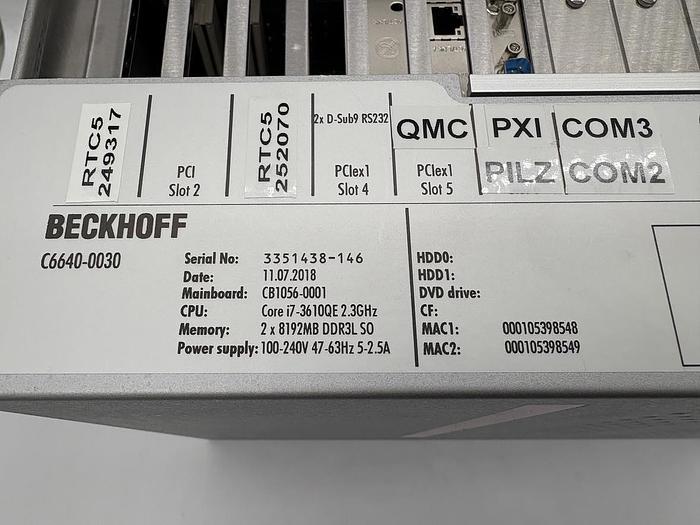 RTC5
249317
PCI
Slot 2
RTC5
252070
2x D-Sub9 RS232
PCIex1
Slot 4
QMC
PCIex1
Slot 5
PXI
PILZ
COM3
COM2
BECKHOFF
C6640-0030
Serial No: 3351438-146
Date: 11.07.2018
Mainboard: CB1056-0001
CPU: Core i7-3610QE 2.3GHz
Memory: 2 x 8192MB DDR3L SO
Power supply: 100-240V 47-63Hz 5-2.5A
HDD0:
HDD1:
DVD drive:
CF:
MAC1: 000105398548
MAC2: 000105398549